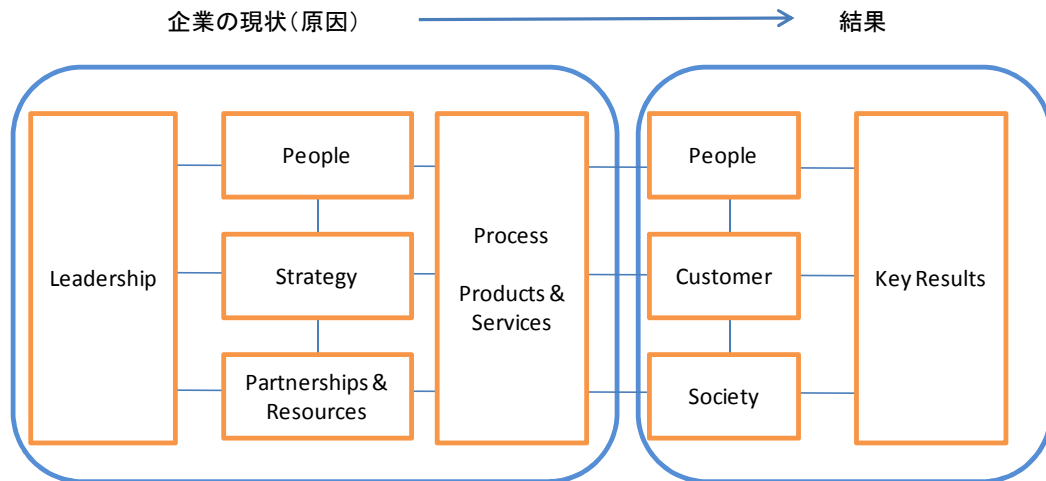 企業の現状(原因)
結果
Leadership
People
Strategy
Partnerships &
Resources
Process
Products &
Services
People
Customer
Society
Key Results